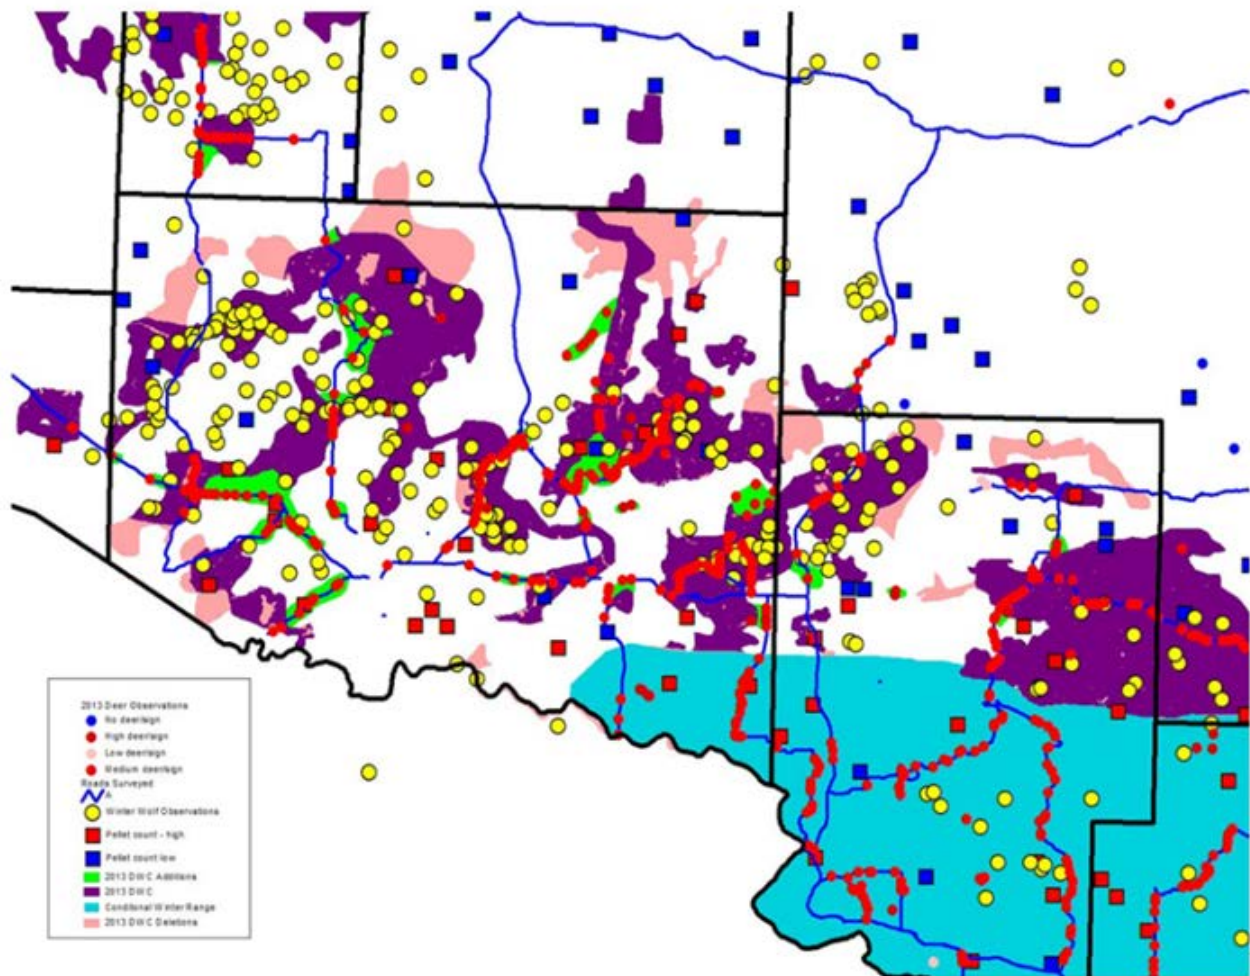 2013 Deer Observations
No deer/sign
High deer/sign
Low deer/sign
Medium deer/sign
Roads Surveyed
A
Winter Wolf Observations
Pellet count - high
Pellet count low
2013 DWC Additions
2013 DWC
Conditional Winter Range
2013 DWC Deletions